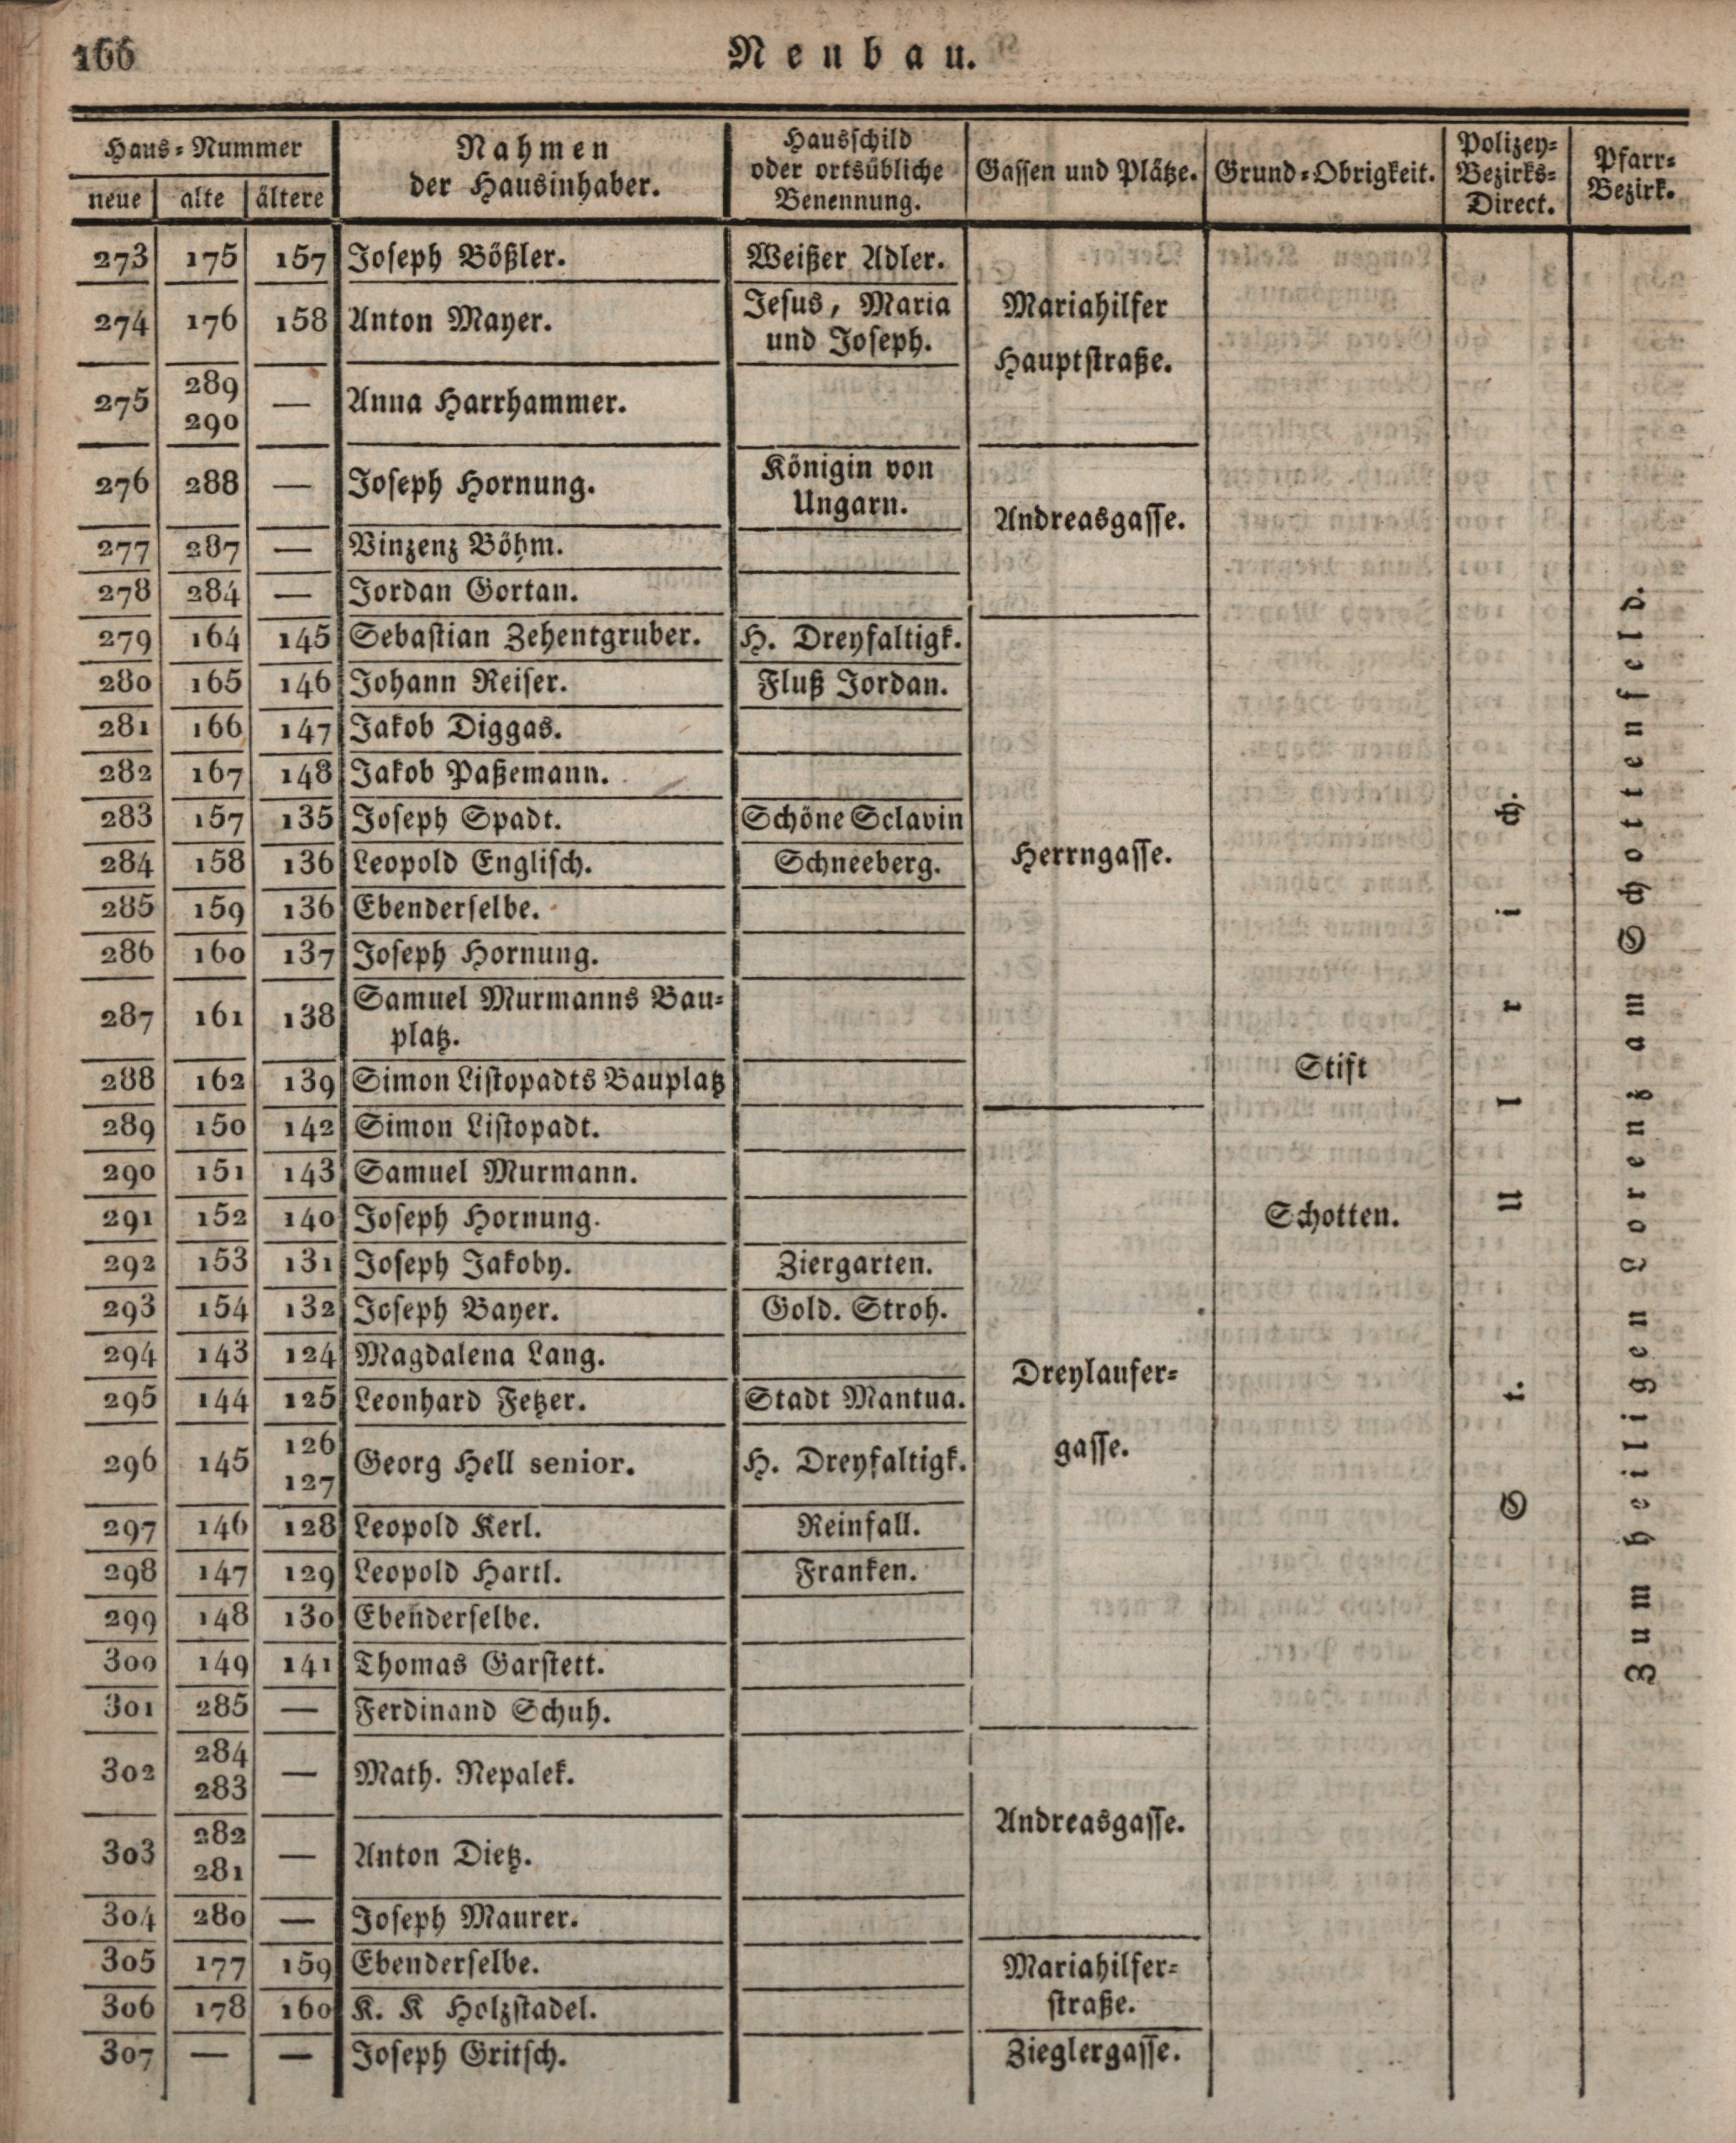 166
Neubau.
Haus-Nummer
neue alte ältere
Nahmen
der Hausinhaber.
Hausschild
oder ortsübliche
Benennung.
Gassen und Plätze.
Grund-Obrigkeit.
Polizey-
Bezirks-
Direct.
Pfarr-
Bezirk.
273 175 157 Joseph Bößler. Weißer Adler.
274 176 158 Anton Mayer. Jesus, Maria
und Joseph.
Mariahilfer
Hauptstraße.
275 289
290 — Anna Harrhammer.
276 288 — Joseph Hornung. Königin von
Ungarn.
Andreasgasse.
277 287 — Vinzenz Böhm.
278 284 — Jordan Gortan.
279 164 145 Sebastian Zehentgruber. H. Dreyfaltigk.
280 165 146 Johann Reiser. Fluß Jordan.
281 166 147 Jakob Diggas.
282 167 148 Jakob Paßemann.
283 157 135 Joseph Spadt. Schöne Sclavin
284 158 136 Leopold Englisch. Schneeberg. Herrngasse.
285 159 136 Ebenderselbe.
286 160 137 Joseph Hornung.
287 161 138 Samuel Murmanns Bau-
platz.
288 162 139 Simon Listopadts Bauplatz
289 150 142 Simon Listopadt.
290 151 143 Samuel Murmann.
291 152 140 Joseph Hornung.
292 153 131 Joseph Jakoby. Ziergarten.
293 154 132 Joseph Bayer. Gold. Stroh.
294 143 124 Magdalena Lang.
295 144 125 Leonhard Fetzer. Stadt Mantua.
Dreylaufer-
gasse.
296 145 126
127 Georg Hell senior. H. Dreyfaltigk.
297 146 128 Leopold Kerl. Reinfall.
298 147 129 Leopold Hartl. Franken.
299 148 130 Ebenderselbe.
300 149 141 Thomas Garstett.
301 285 — Ferdinand Schuh.
302 284
283 — Math. Nepalek.
Andreasgasse.
303 282
281 — Anton Dietz.
304 280 — Joseph Maurer.
305 177 159 Ebenderselbe. Mariahilfer-
straße.
306 178 160 K. K Holzstadel.
307 — — Joseph Gritsch. Zieglergasse.
Stift
Schotten.
St. Ulrich.
Zum heiligen Lorenz am Schottenfeld.